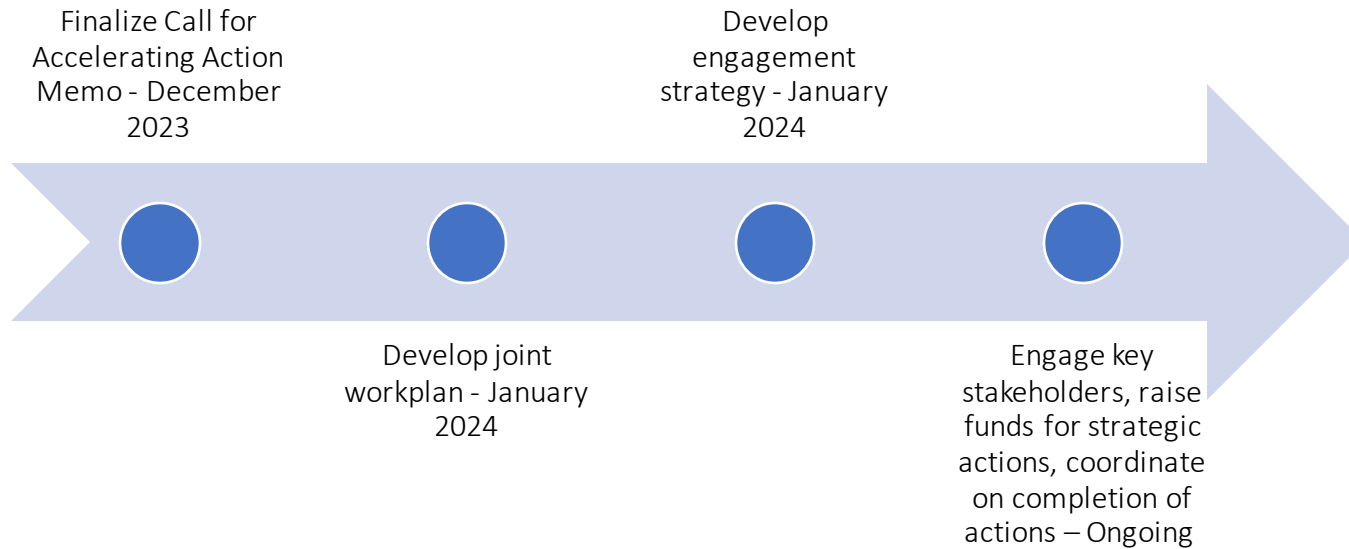 Finalize Call for
Accelerating Action
Memo - December
2023
Develop joint
workplan - January
2024
Develop
engagement
strategy - January
2024
Engage key
stakeholders, raise
funds for strategic
actions, coordinate
on completion of
actions – Ongoing